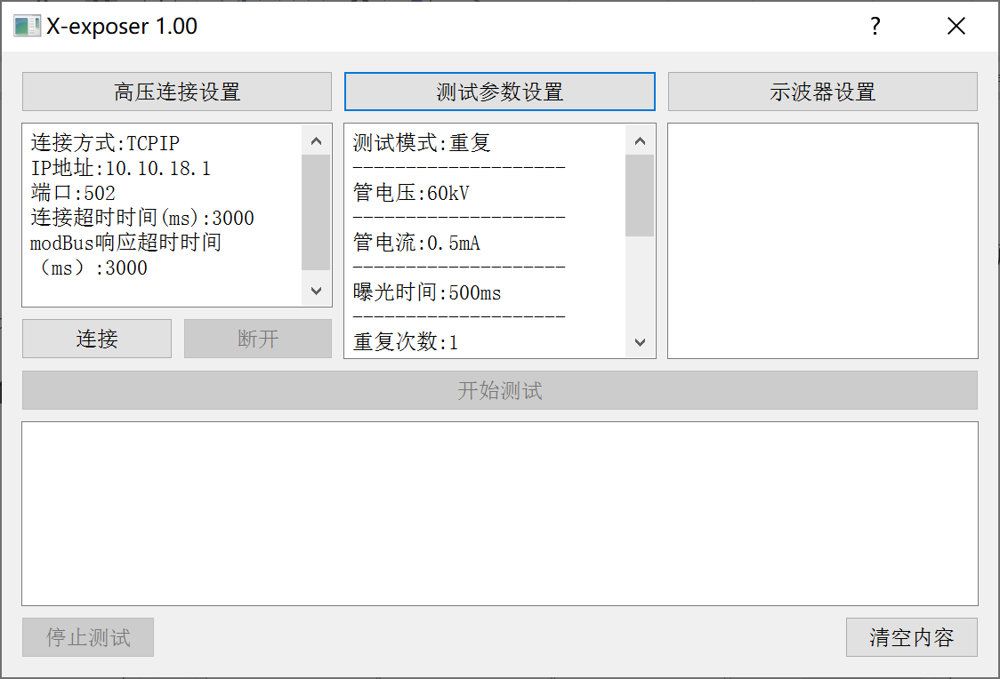 X-exposer 1.00
?
高压连接设置
测试参数设置
示波器设置
连接方式:TCPIP
IP地址:10.10.18.1
端口:502
连接超时时间(ms):3000
modBus响应超时时间
（ms）:3000
测试模式:重复
--------------------
管电压:60kV
--------------------
管电流:0.5mA
--------------------
曝光时间:500ms
--------------------
重复次数:1
连接
断开
开始测试
停止测试
清空内容